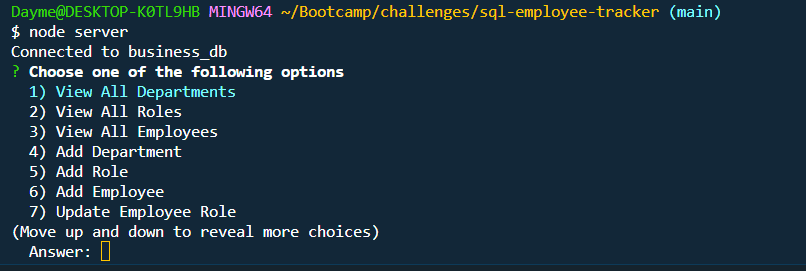 Dayme@DESKTOP-K0TL9HB MINGW64 ~/Bootcamp/challenges/sql-employee-tracker (main)
$ node server
Connected to business_db
? Choose one of the following options
1) View All Departments
2) View All Roles
3) View All Employees
4) Add Department
5) Add Role
6) Add Employee
7) Update Employee Role
(Move up and down to reveal more choices)
Answer: